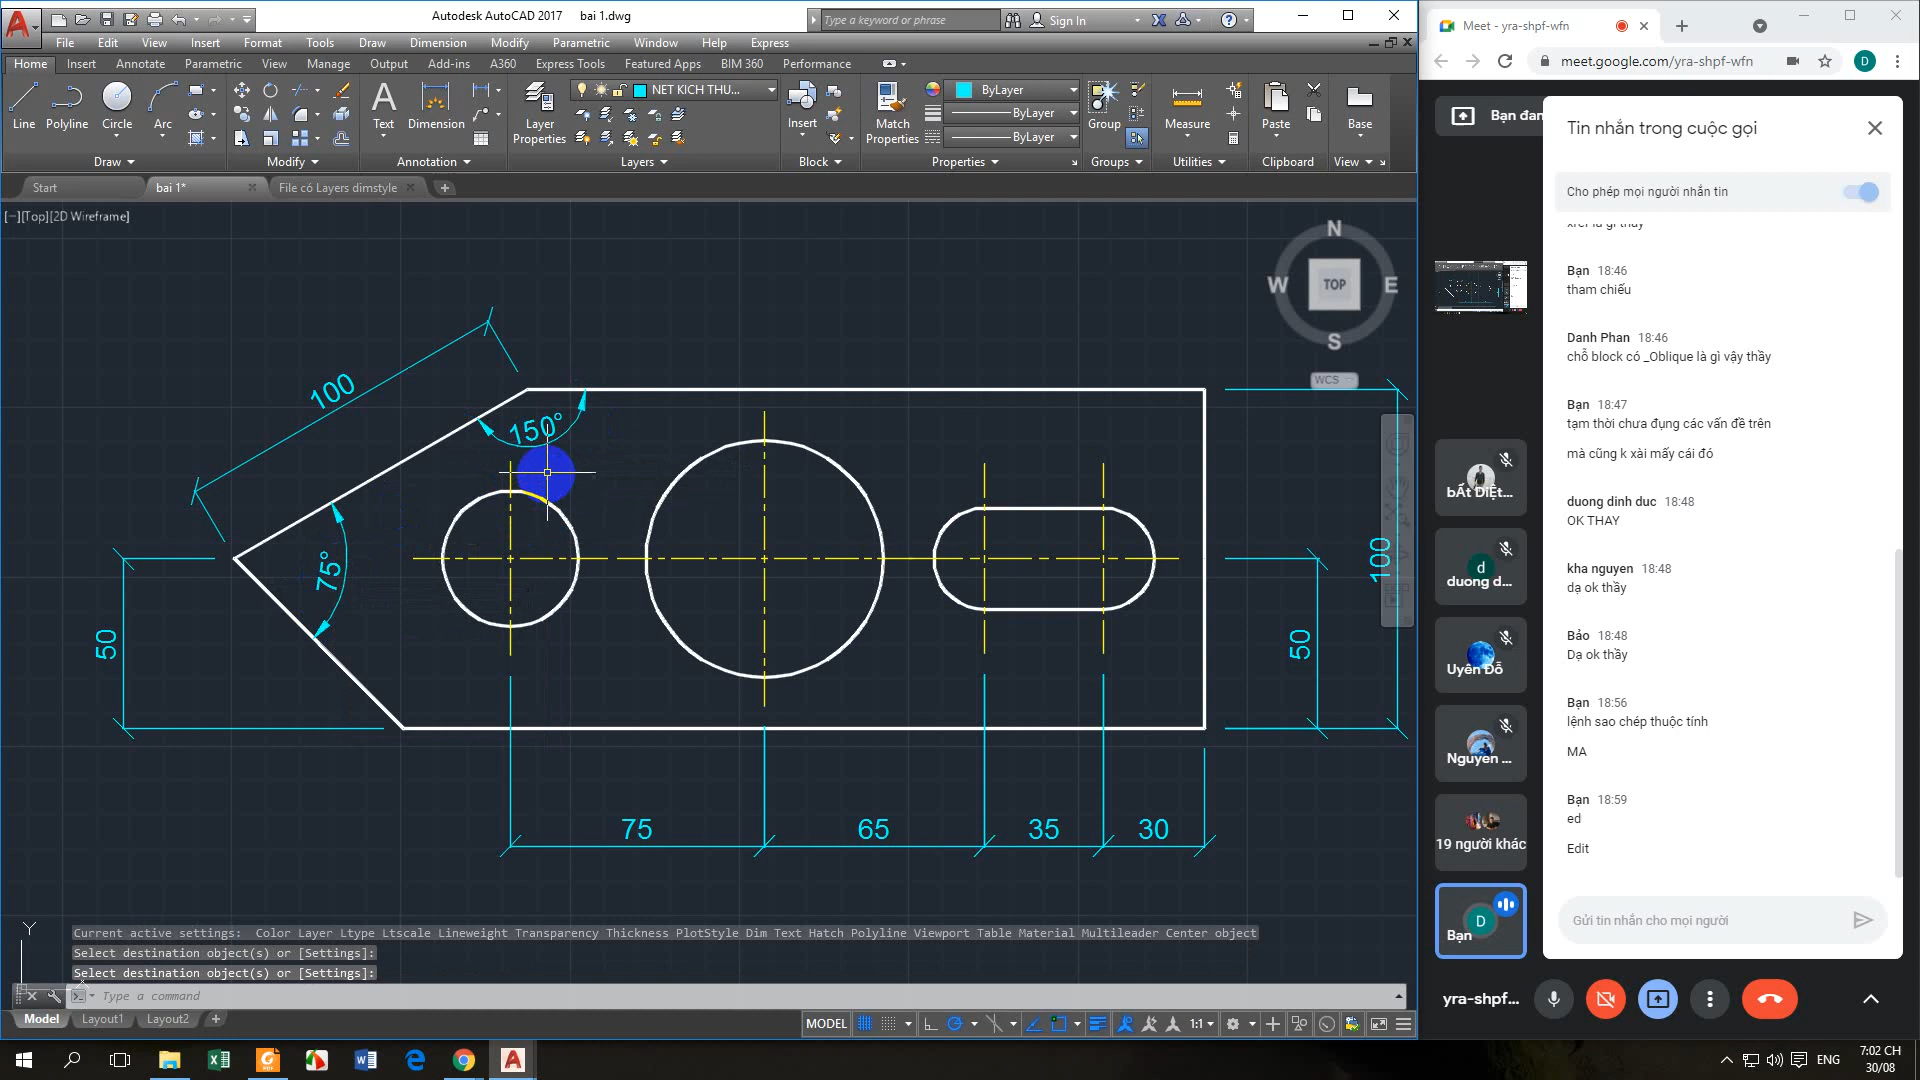 Autodesk AutoCAD 2017 bai 1.dwg
Type a keyword or phrase
Sign In
File Edit View Insert Format Tools Draw Dimension Modify Parametric Window Help Express
Home Insert Annotate Parametric View Manage Output Add-ins A360 Express Tools Featured Apps BIM 360 Performance
Line Polyline Circle Arc
Draw
Modify
Text Dimension
Annotation
Layer Properties
NET KICH THU...
Layers
Insert
Block
Match Properties
ByLayer
ByLayer
ByLayer
Properties
Group
Groups
Measure
Utilities
Paste
Clipboard
Base
View
Start
bai 1*
File có Layers dimstyle
[−][Top][2D Wireframe]
N
W
TOP
E
S
WCS
100
150°
75°
50
100
50
75
65
35
30
Y
Current active settings: Color Layer Ltype Ltscale Lineweight Transparency Thickness PlotStyle Dim Text Hatch Polyline Viewport Table Material Multileader Center object
Select destination object(s) or [Settings]:
Select destination object(s) or [Settings]:
Type a command
Model Layout1 Layout2
MODEL
1:1
Meet - yra-shpf-wfn
meet.google.com/yra-shpf-wfn
D
Bạn đan
Tin nhắn trong cuộc gọi
Cho phép mọi người nhắn tin
Bạn 18:46
tham chiếu
Danh Phan 18:46
chỗ block có _Oblique là gì vậy thầy
Bạn 18:47
tạm thời chưa đụng các vấn đề trên
mà cũng k xài mấy cái đó
duong dinh duc 18:48
OK THAY
kha nguyen 18:48
dạ ok thầy
Bảo 18:48
Dạ ok thầy
Bạn 18:56
lệnh sao chép thuộc tính
MA
Bạn 18:59
ed
Edit
Gửi tin nhắn cho mọi người
bẤt DiỆt...
d
duong d...
Uyên Đỗ
Nguyen ...
19 người khác
D
Bạn
yra-shpf...
ENG
7:02 CH
30/08